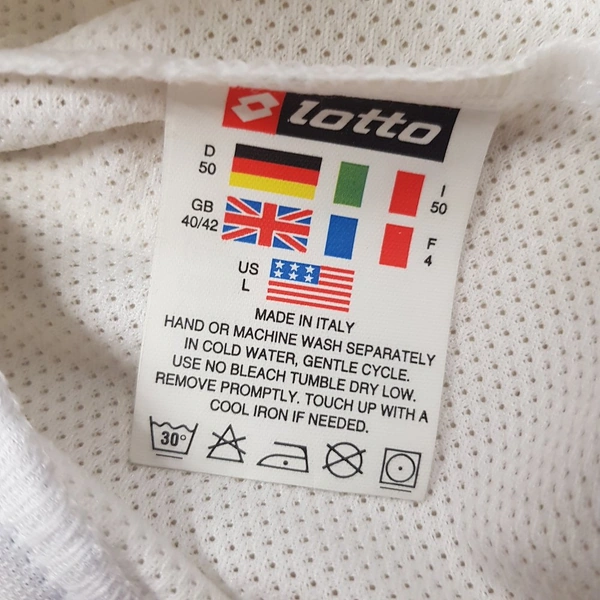 lotto
D
50
I
50
GB
40/42
F
4
US
L
MADE IN ITALY
HAND OR MACHINE WASH SEPARATELY
IN COLD WATER, GENTLE CYCLE.
USE NO BLEACH TUMBLE DRY LOW.
REMOVE PROMPTLY. TOUCH UP WITH A
COOL IRON IF NEEDED.
30°